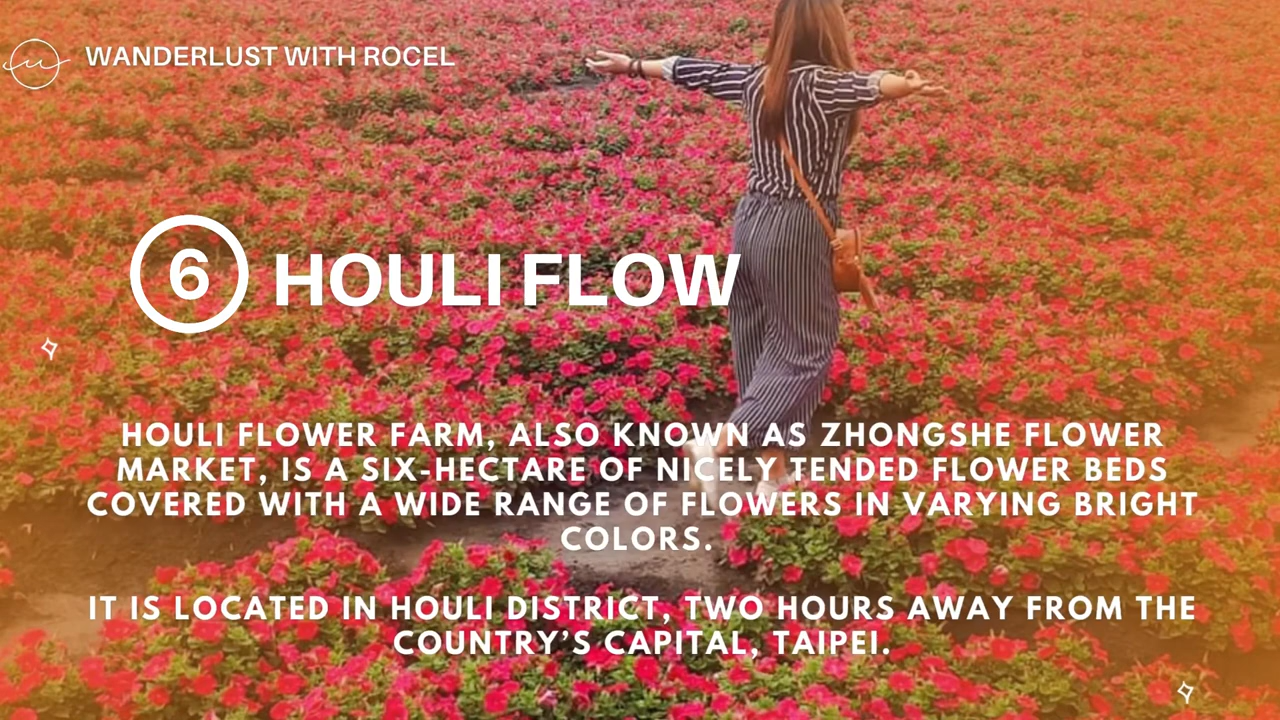 WANDERLUST WITH ROCEL
6 HOULI FLOW
HOULI FLOWER FARM, ALSO KNOWN AS ZHONGSHE FLOWER
MARKET, IS A SIX-HECTARE OF NICELY TENDED FLOWER BEDS
COVERED WITH A WIDE RANGE OF FLOWERS IN VARYING BRIGHT
COLORS.
IT IS LOCATED IN HOULI DISTRICT, TWO HOURS AWAY FROM THE
COUNTRY’S CAPITAL, TAIPEI.